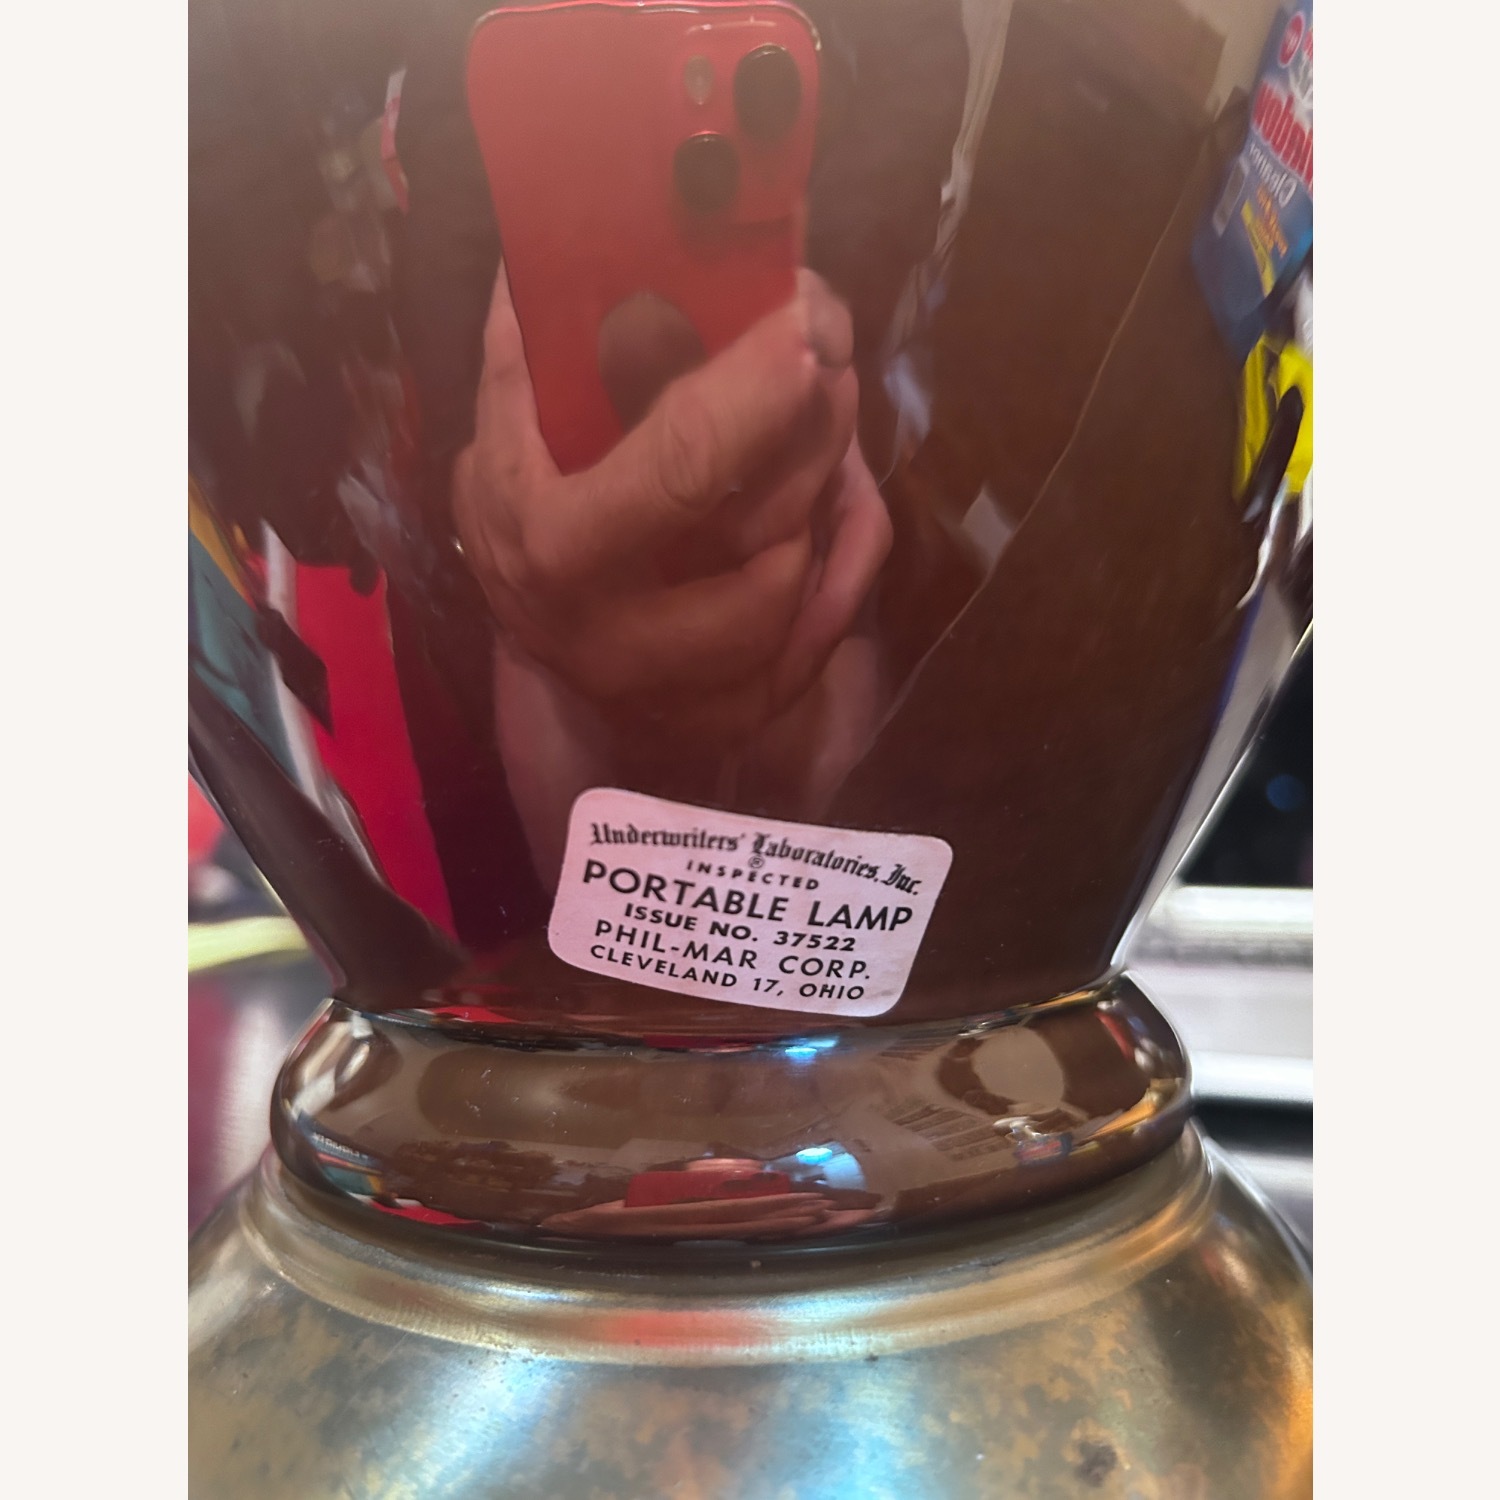 Underwriters' Laboratories, Inc.
®
INSPECTED
PORTABLE LAMP
ISSUE NO. 37522
PHIL-MAR CORP.
CLEVELAND 17, OHIO